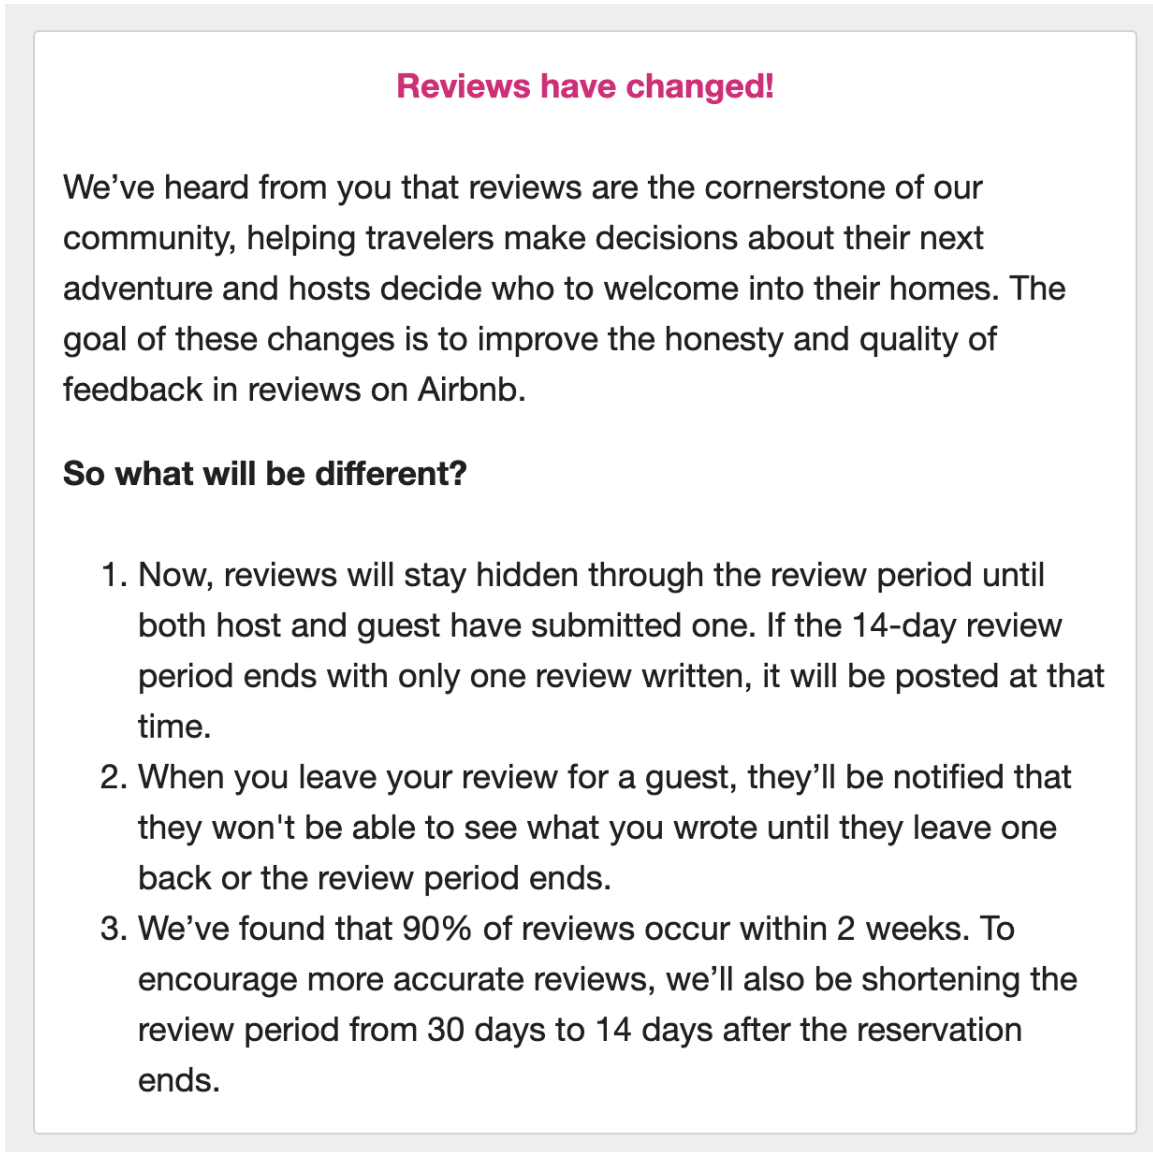 Reviews have changed!
We’ve heard from you that reviews are the cornerstone of our
community, helping travelers make decisions about their next
adventure and hosts decide who to welcome into their homes. The
goal of these changes is to improve the honesty and quality of
feedback in reviews on Airbnb.
So what will be different?
1. Now, reviews will stay hidden through the review period until
both host and guest have submitted one. If the 14-day review
period ends with only one review written, it will be posted at that
time.
2. When you leave your review for a guest, they’ll be notified that
they won't be able to see what you wrote until they leave one
back or the review period ends.
3. We’ve found that 90% of reviews occur within 2 weeks. To
encourage more accurate reviews, we’ll also be shortening the
review period from 30 days to 14 days after the reservation
ends.